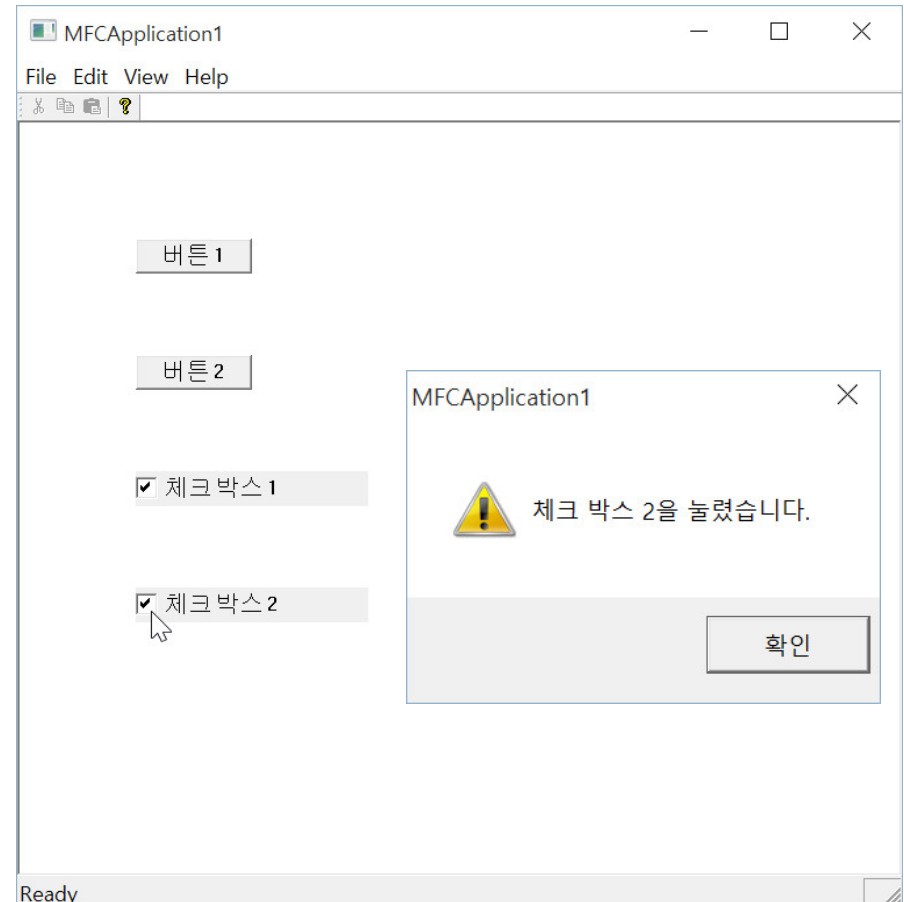 MFCApplication1
File Edit View Help
버튼1
버튼2
MFCApplication1
체크박스1
체크 박스 2을 눌렸습니다.
체크박스2
확인
Ready